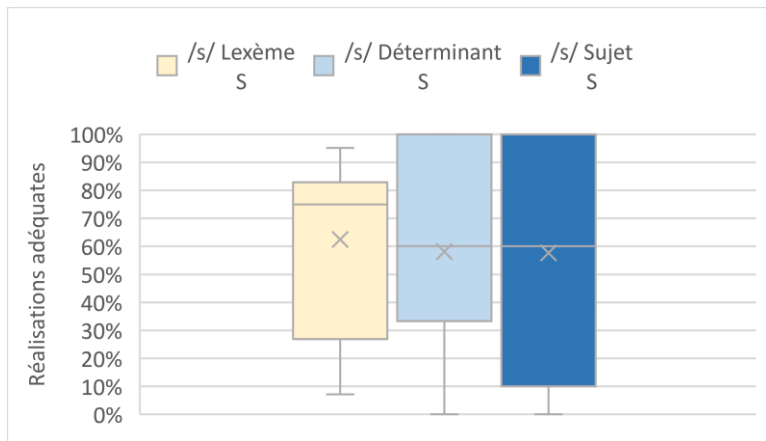 /s/ Lexème S
/s/ Déterminant S
/s/ Sujet S
Réalisations adéquates
100%
90%
80%
70%
60%
50%
40%
30%
20%
10%
0%